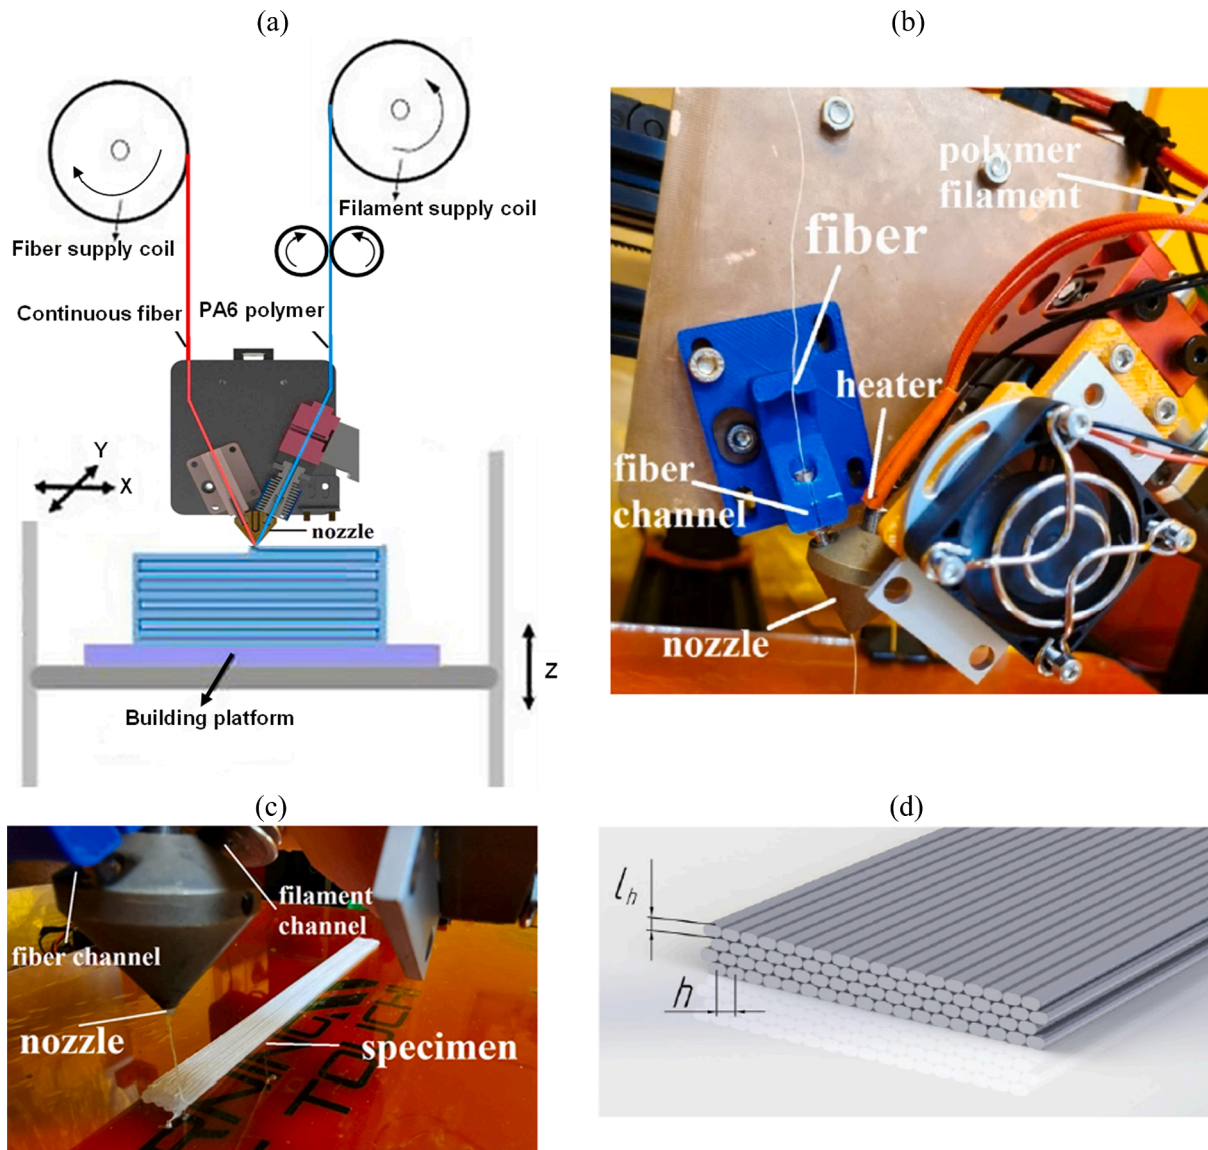 (a)
(b)
Fiber supply coil
Filament supply coil
Continuous fiber
PA6 polymer
Y
X
nozzle
Z
Building platform
polymer
filament
fiber
heater
fiber
channel
nozzle
(c)
(d)
filament
channel
fiber channel
nozzle
specimen
TOUCH
lh
h